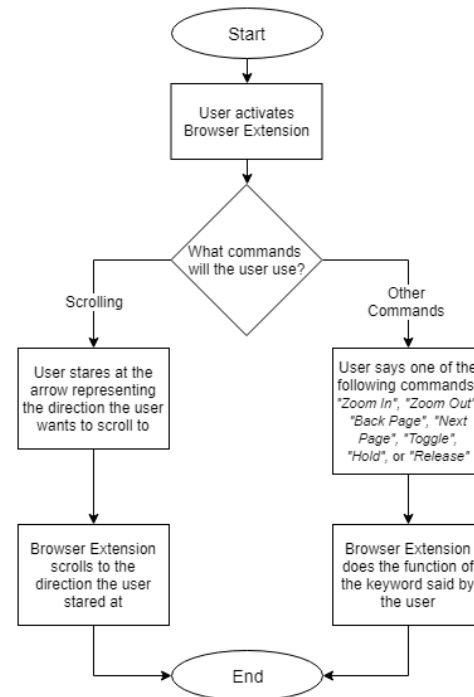 Start
User activates
Browser Extension
What commands
will the user use?
Scrolling
Other
Commands
User stares at the
arrow representing
the direction the user
wants to scroll to
User says one of the
following commands
"Zoom In", "Zoom Out"
"Back Page", "Next
Page", "Toggle",
"Hold", or "Release"
Browser Extension
scrolls to the
direction the user
stared at
Browser Extension
does the function of
the keyword said by
the user
End